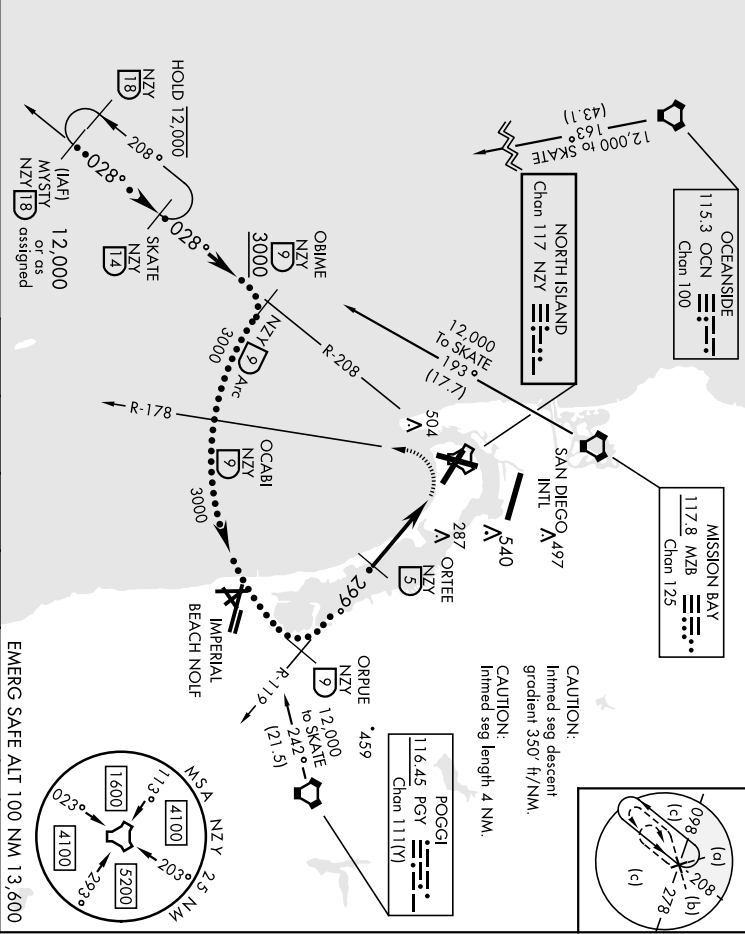 OCEANSIDE
115.3 OCN
Chan 100
163°
12,000 to SKATE
(43.1)
NORTH ISLAND
Chan 117 NZY
MISSION BAY
117.8 MZB
Chan 125
12,000
To SKATE
193°
(17.7)
SAN DIEGO
INTL
497
540
287
504
HOLD 12,000
NZY
18
208°
028°
(IAF)
MYSTY
NZY 18
12,000
or as
assigned
SKATE
NZY
14
028°
OBIME
NZY
9
3000
NZY 9 Arc
3000
R-208
R-178
OCABI
NZY
9
3000
IMPERIAL
BEACH NOLF
ORTEE
NZY
5
299°
ORPUE
NZY
9
R-119
12,000
to SKATE
242°
(21.5)
459
POGGI
116.45 PGY
Chan 111(Y)
CAUTION:
Intmed seg descent
gradient 350' ft/NM.
CAUTION:
Intmed seg length 4 NM.
(a)
(b)
(c)
(c)
098
208
278
MSA NZY 25 NM
113°
203°
293°
023°
1600
4100
5200
4100
EMERG SAFE ALT 100 NM 13,600